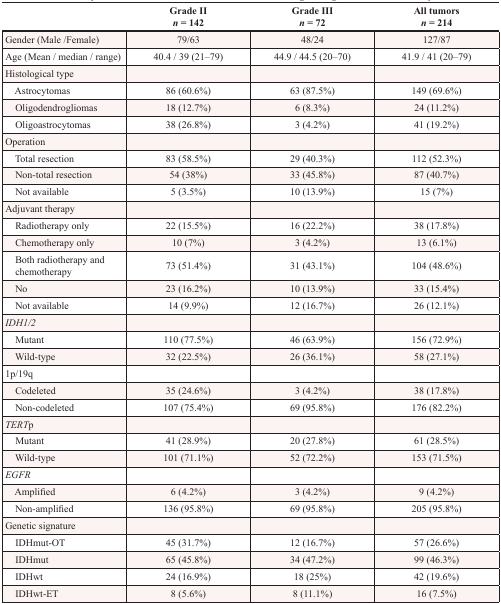 Grade II Grade III All tumors
n = 142 n = 72 n = 214
Gender (Male /Female) 79/63 48/24 127/87
Age (Mean / median / range) 40.4 / 39 (21–79) 44.9 / 44.5 (20–70) 41.9 / 41 (20–79)
Histological type
Astrocytomas 86 (60.6%) 63 (87.5%) 149 (69.6%)
Oligodendrogliomas 18 (12.7%) 6 (8.3%) 24 (11.2%)
Oligoastrocytomas 38 (26.8%) 3 (4.2%) 41 (19.2%)
Operation
Total resection 83 (58.5%) 29 (40.3%) 112 (52.3%)
Non-total resection 54 (38%) 33 (45.8%) 87 (40.7%)
Not available 5 (3.5%) 10 (13.9%) 15 (7%)
Adjuvant therapy
Radiotherapy only 22 (15.5%) 16 (22.2%) 38 (17.8%)
Chemotherapy only 10 (7%) 3 (4.2%) 13 (6.1%)
Both radiotherapy and
chemotherapy 73 (51.4%) 31 (43.1%) 104 (48.6%)
No 23 (16.2%) 10 (13.9%) 33 (15.4%)
Not available 14 (9.9%) 12 (16.7%) 26 (12.1%)
IDH1/2
Mutant 110 (77.5%) 46 (63.9%) 156 (72.9%)
Wild-type 32 (22.5%) 26 (36.1%) 58 (27.1%)
1p/19q
Codeleted 35 (24.6%) 3 (4.2%) 38 (17.8%)
Non-codeleted 107 (75.4%) 69 (95.8%) 176 (82.2%)
TERTp
Mutant 41 (28.9%) 20 (27.8%) 61 (28.5%)
Wild-type 101 (71.1%) 52 (72.2%) 153 (71.5%)
EGFR
Amplified 6 (4.2%) 3 (4.2%) 9 (4.2%)
Non-amplified 136 (95.8%) 69 (95.8%) 205 (95.8%)
Genetic signature
IDHmut-OT 45 (31.7%) 12 (16.7%) 57 (26.6%)
IDHmut 65 (45.8%) 34 (47.2%) 99 (46.3%)
IDHwt 24 (16.9%) 18 (25%) 42 (19.6%)
IDHwt-ET 8 (5.6%) 8 (11.1%) 16 (7.5%)